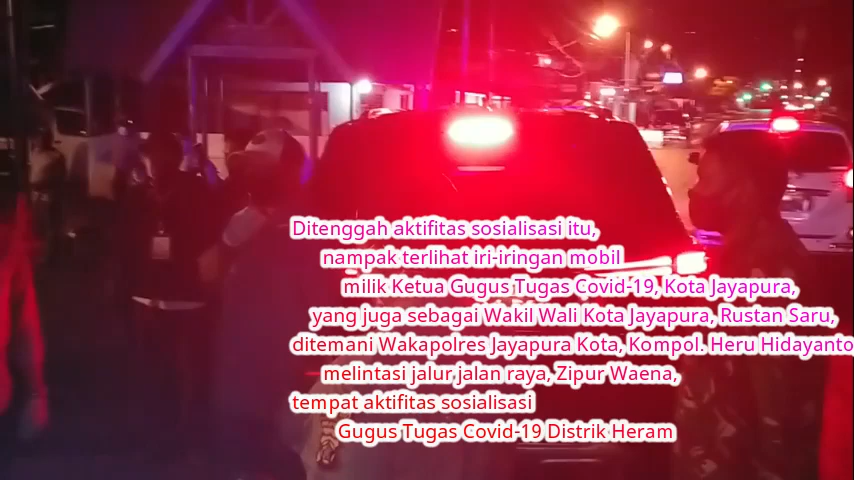 Ditenggah aktifitas sosialisasi itu,
nampak terlihat iri-iringan mobil
milik Ketua Gugus Tugas Covid-19, Kota Jayapura,
yang juga sebagai Wakil Wali Kota Jayapura, Rustan Saru,
ditemani Wakapolres Jayapura Kota, Kompol. Heru Hidayanto
melintasi jalur jalan raya, Zipur Waena,
tempat aktifitas sosialisasi
Gugus Tugas Covid-19 Distrik Heram